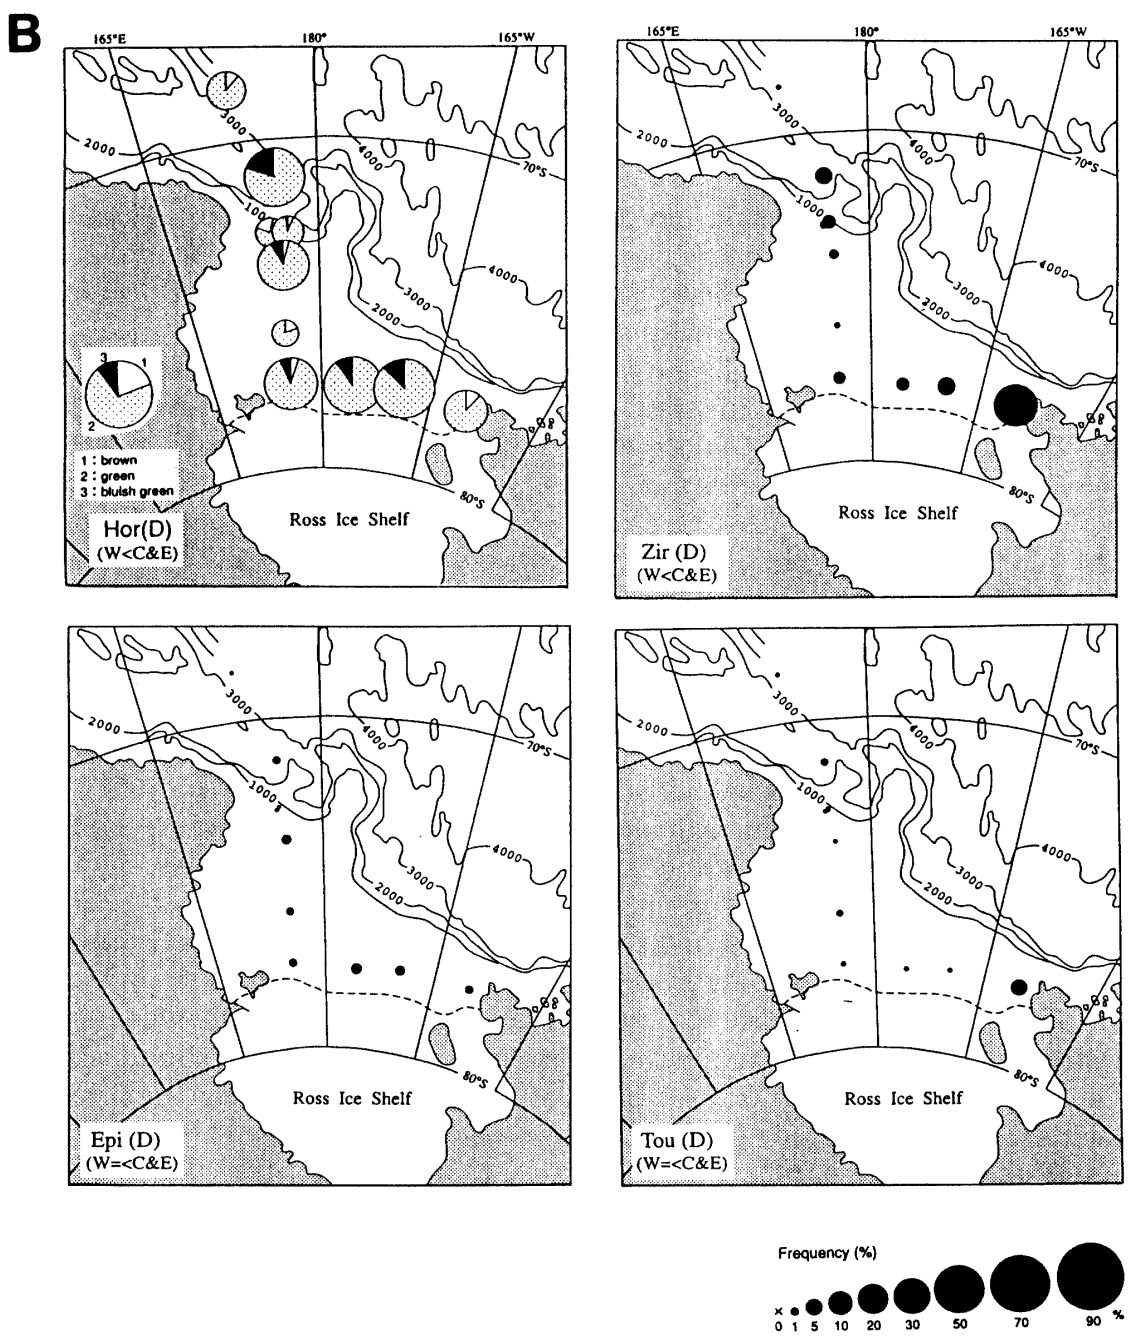 B
165°E 180° 165°W
3000
2000
4000
70°S
100
4000
3000
2000
3 1
2
1 : brown
2 : green
3 : bluish green
80°S
Ross Ice Shelf
Hor(D)
(W<C&E)
165°E 180° 165°W
3000
2000
4000
70°S
1000
4000
3000
2000
80°S
Ross Ice Shelf
Zir (D)
(W<C&E)
3000
2000
4000
70°S
1000
4000
3000
2000
80°S
Ross Ice Shelf
Epi (D)
(W=<C&E)
3000
2000
4000
70°S
1000
4000
3000
2000
80°S
Ross Ice Shelf
Tou (D)
(W=<C&E)
Frequency (%)
0 1 5 10 20 30 50 70 90 %